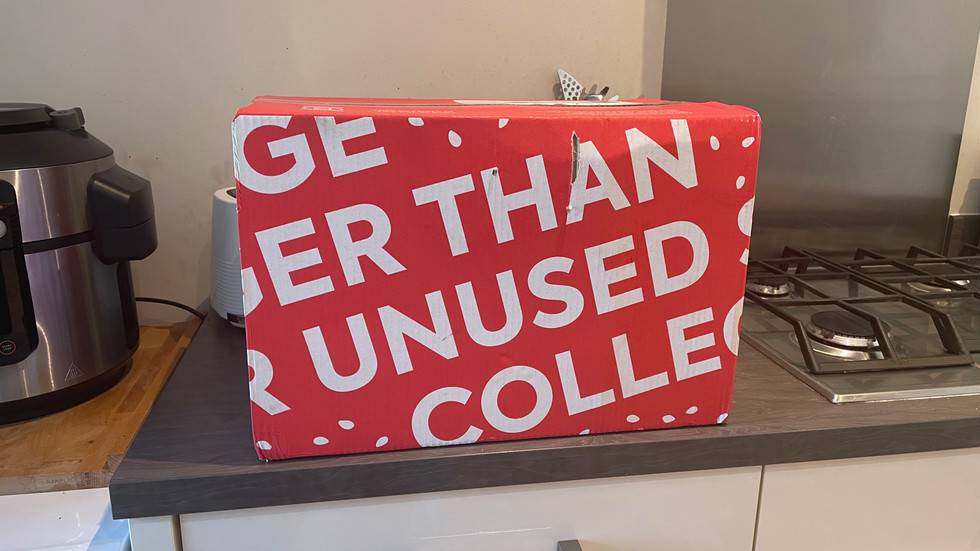 GE
GER THAN
R UNUSED
COLLE